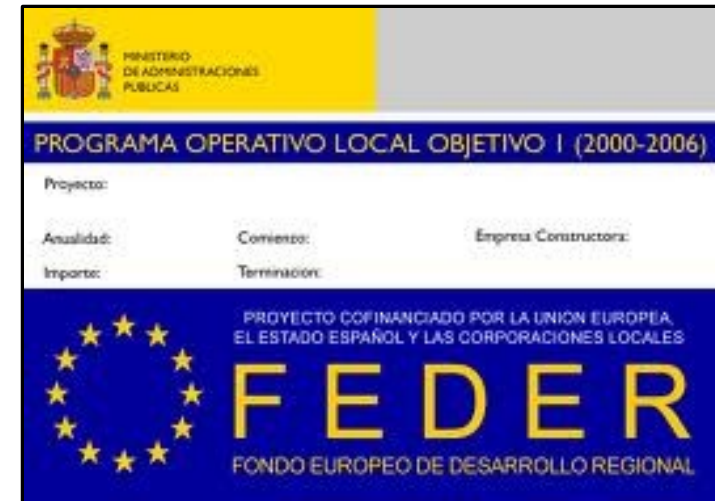 MINISTERIO
DE ADMINISTRACIONES
PUBLICAS
PROGRAMA OPERATIVO LOCAL OBJETIVO I (2000-2006)
Proyecto:
Anualidad: Comienzo: Empresa Constructora:
Importe: Terminacion:
PROYECTO COFINANCIADO POR LA UNION EUROPEA,
EL ESTADO ESPAÑOL Y LAS CORPORACIONES LOCALES
FEDER
FONDO EUROPEO DE DESARROLLO REGIONAL